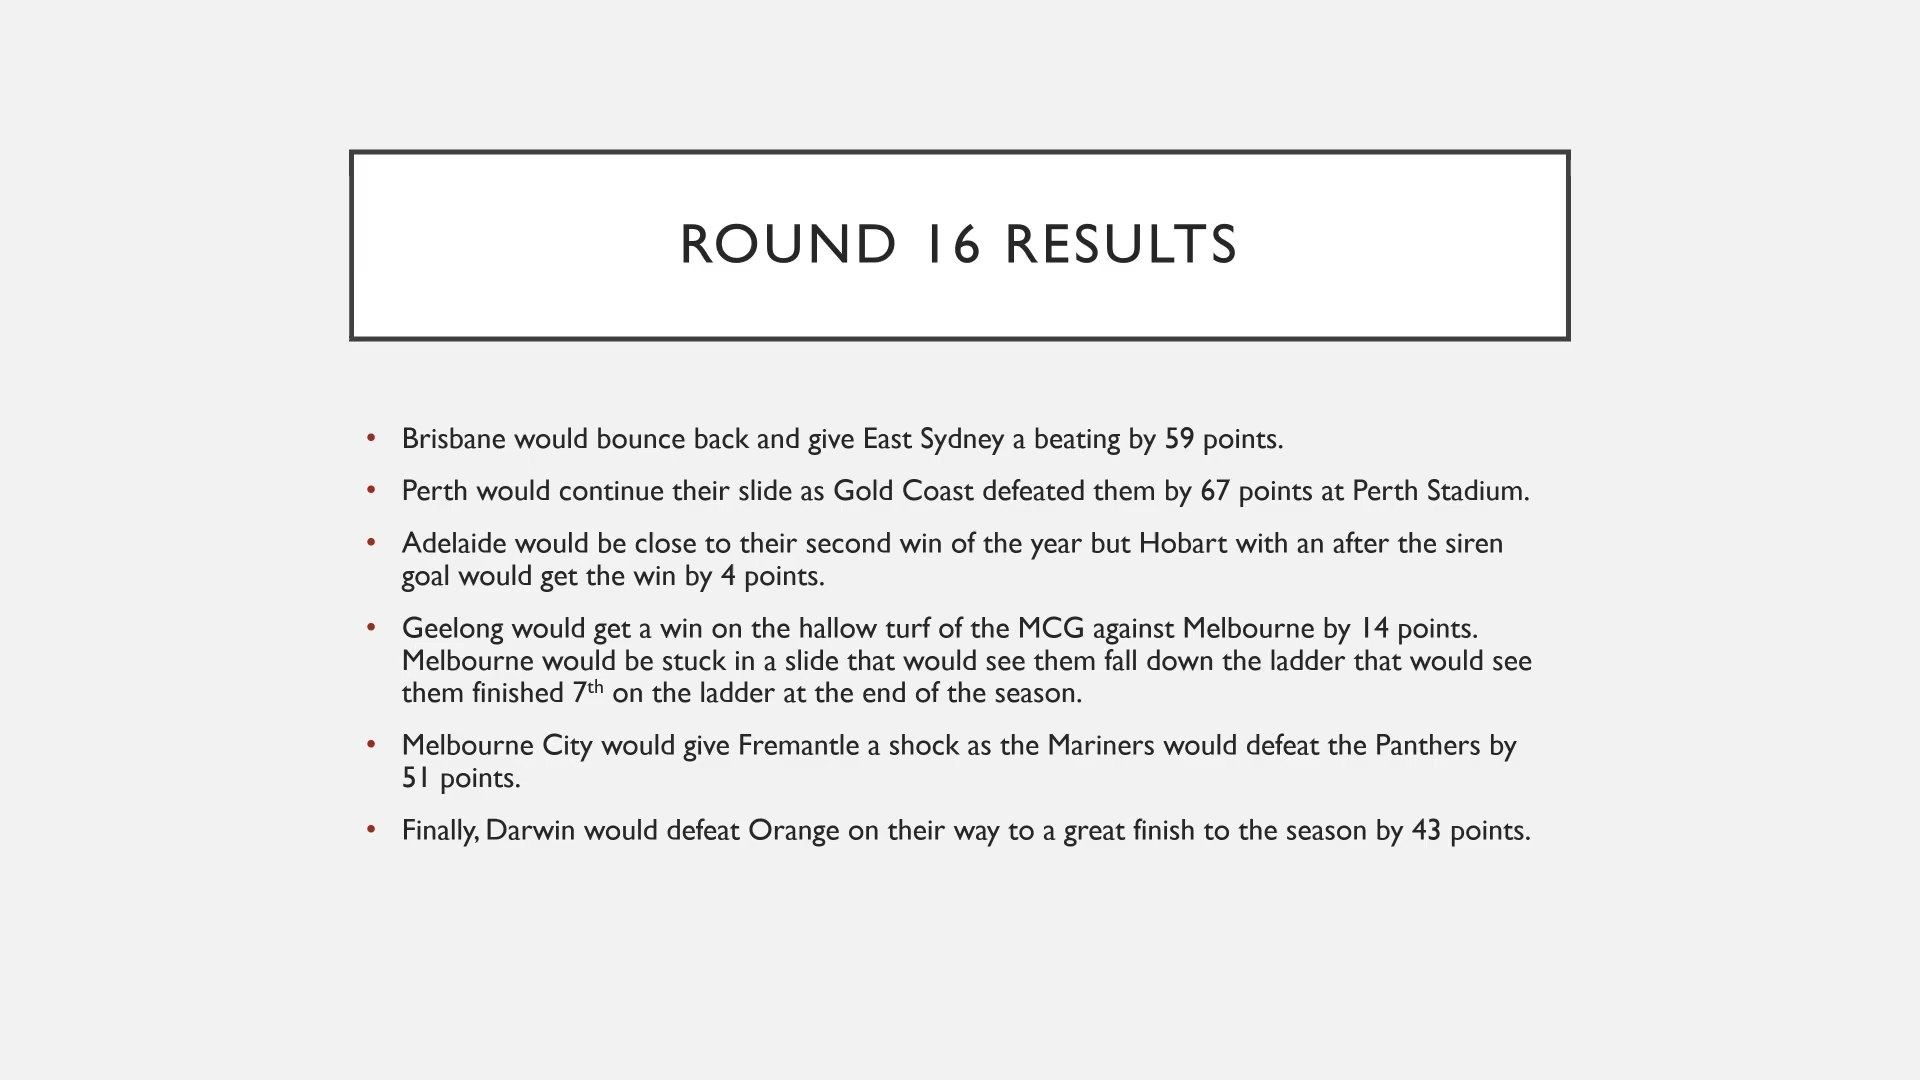 ROUND 16 RESULTS
• Brisbane would bounce back and give East Sydney a beating by 59 points.
• Perth would continue their slide as Gold Coast defeated them by 67 points at Perth Stadium.
• Adelaide would be close to their second win of the year but Hobart with an after the siren
goal would get the win by 4 points.
• Geelong would get a win on the hallow turf of the MCG against Melbourne by 14 points.
Melbourne would be stuck in a slide that would see them fall down the ladder that would see
them finished 7th on the ladder at the end of the season.
• Melbourne City would give Fremantle a shock as the Mariners would defeat the Panthers by
51 points.
• Finally, Darwin would defeat Orange on their way to a great finish to the season by 43 points.